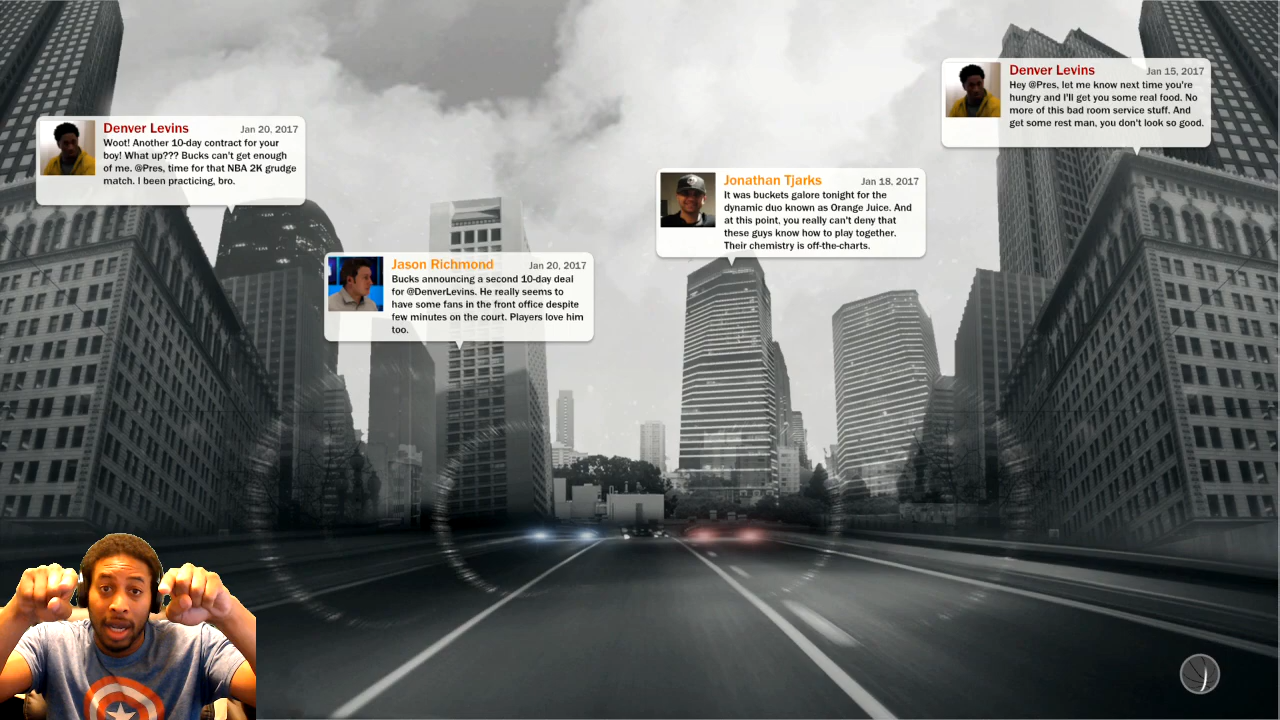 Denver Levins
Jan 20, 2017
Woot! Another 10-day contract for your
boy! What up??? Bucks can't get enough
of me. @Pres, time for that NBA 2K grudge
match. I been practicing, bro.
Jason Richmond
Jan 20, 2017
Bucks announcing a second 10-day deal
for @DenverLevins. He really seems to
have some fans in the front office despite
few minutes on the court. Players love him
too.
Jonathan Tjarks
Jan 18, 2017
It was buckets galore tonight for the
dynamic duo known as Orange Juice. And
at this point, you really can't deny that
these guys know how to play together.
Their chemistry is off-the-charts.
Denver Levins
Jan 15, 2017
Hey @Pres, let me know next time you're
hungry and I'll get you some real food. No
more of this bad room service stuff. And
get some rest man, you don't look so good.